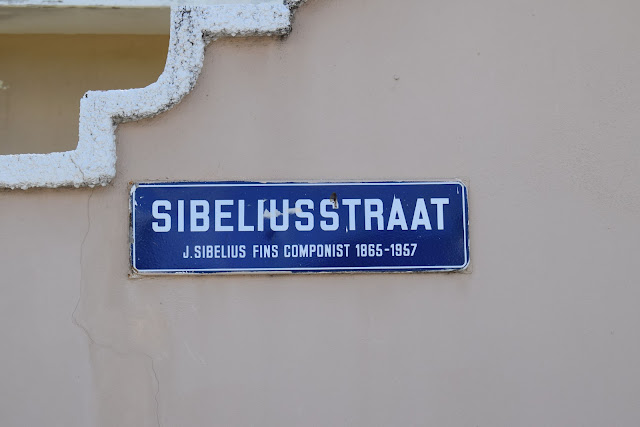 SIBELIUSSTRAAT
J.SIBELIUS FINS COMPONIST 1865-1957